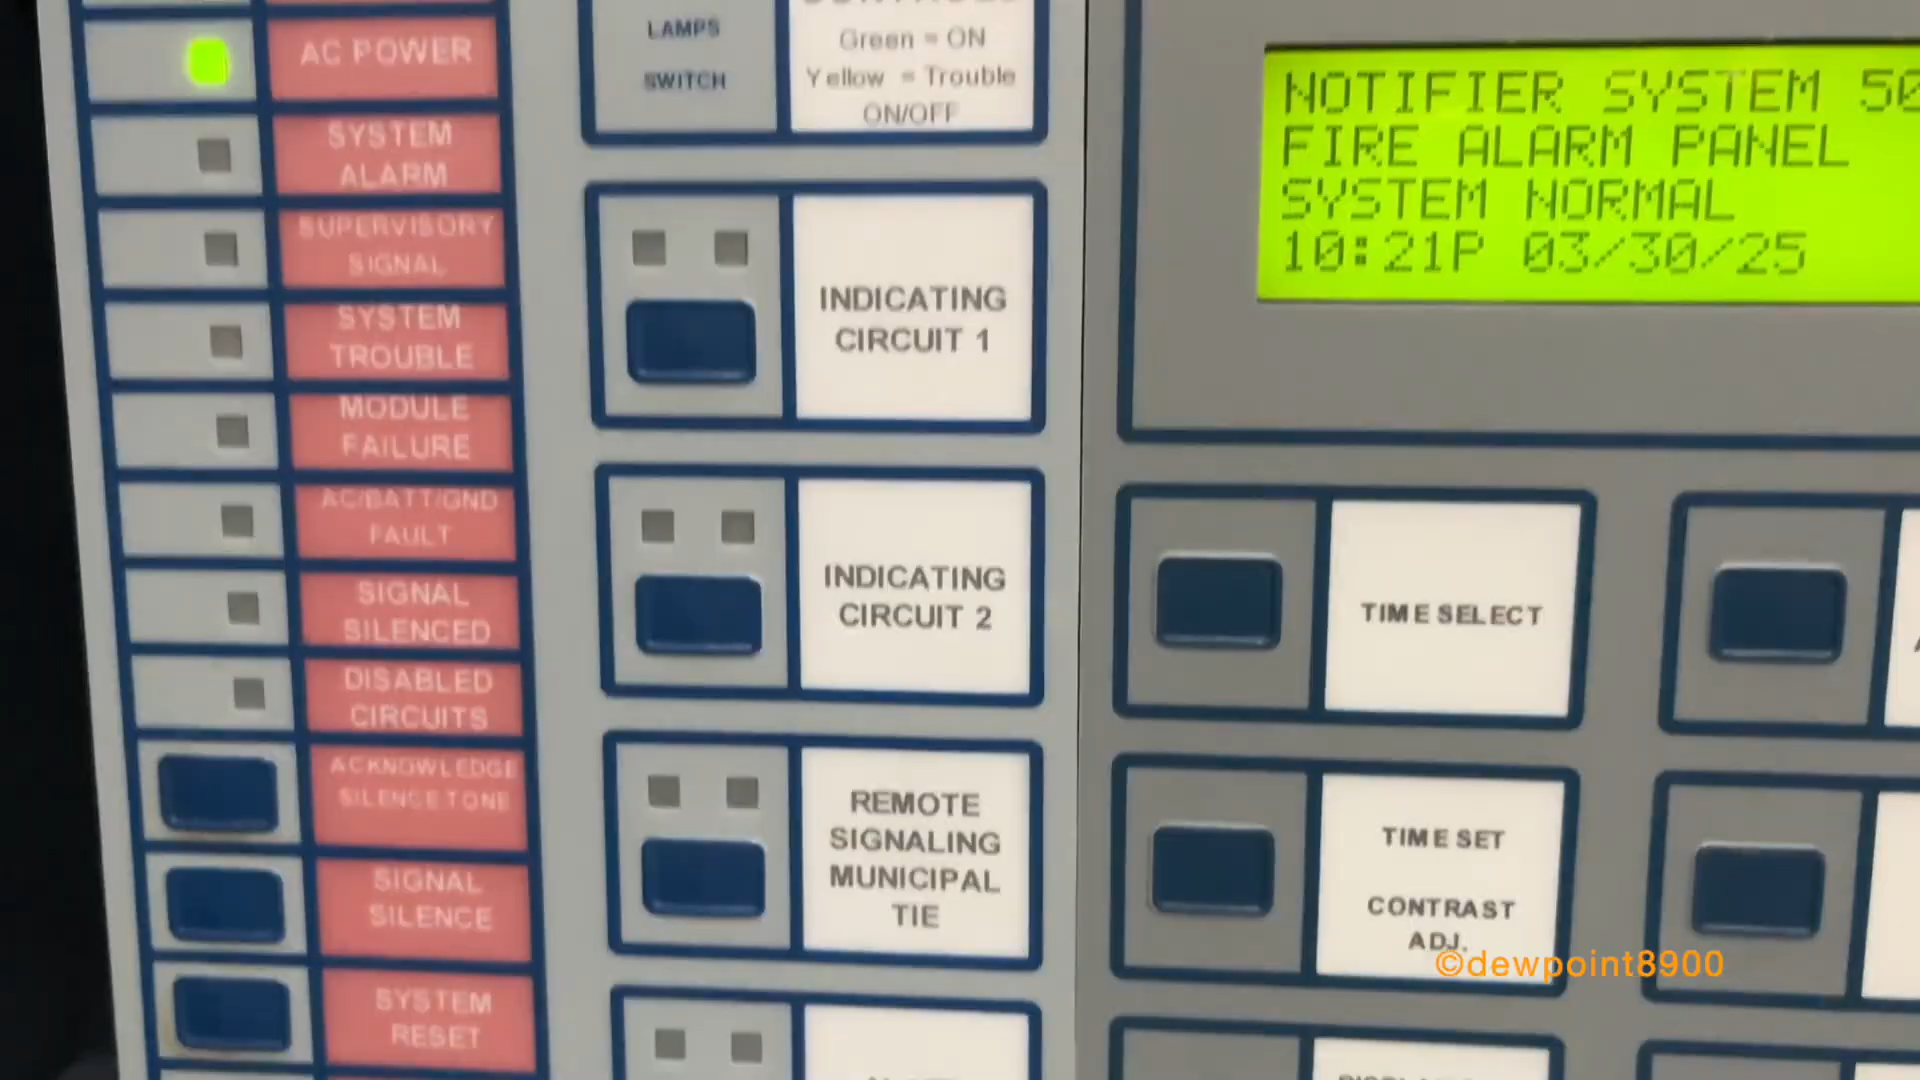 AC POWER
SYSTEM
ALARM
SUPERVISORY
SIGNAL
SYSTEM
TROUBLE
MODULE
FAILURE
AC/BATT/GND
FAULT
SIGNAL
SILENCED
DISABLED
CIRCUITS
ACKNOWLEDGE
SILENCE TONE
SIGNAL
SILENCE
SYSTEM
RESET
LAMPS
SWITCH
Green = ON
Yellow = Trouble
ON/OFF
INDICATING
CIRCUIT 1
INDICATING
CIRCUIT 2
REMOTE
SIGNALING
MUNICIPAL
TIE
NOTIFIER SYSTEM 50
FIRE ALARM PANEL
SYSTEM NORMAL
10:21P 03/30/25
TIME SELECT
TIME SET
CONTRAST
ADJ.
©dewpoint8900